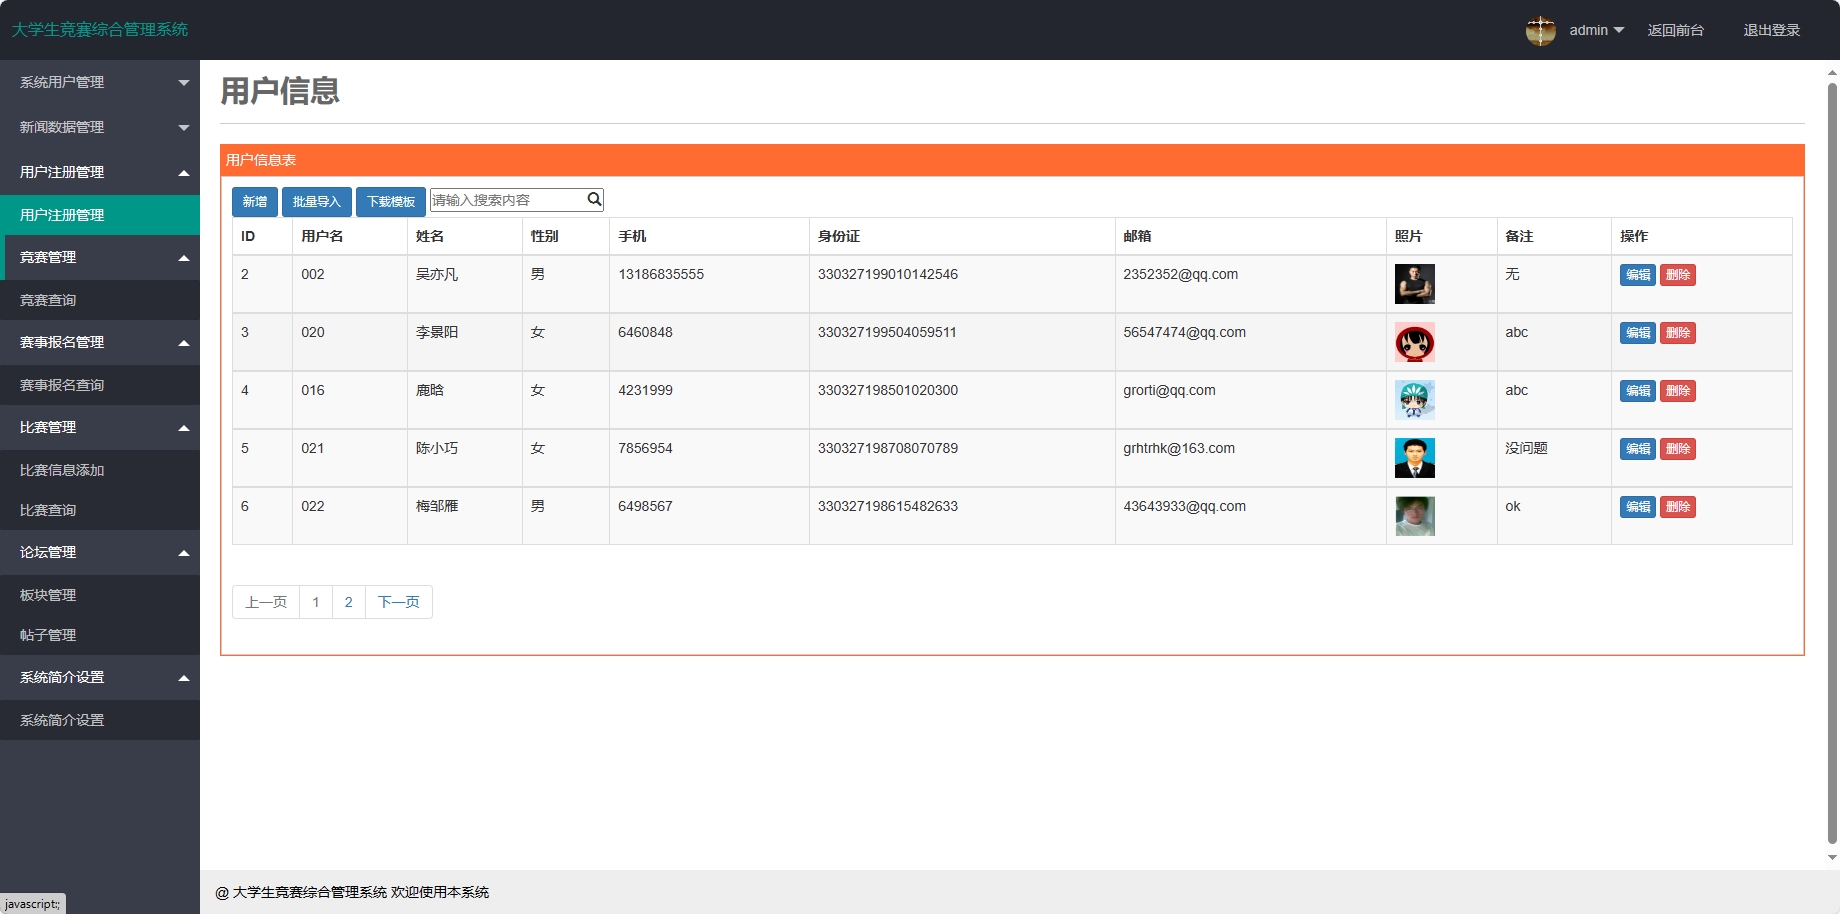 大学生竞赛综合管理系统
admin 返回前台 退出登录
系统用户管理
新闻数据管理
用户注册管理
用户注册管理
竞赛管理
竞赛查询
赛事报名管理
赛事报名查询
比赛管理
比赛信息添加
比赛查询
论坛管理
板块管理
帖子管理
系统简介设置
系统简介设置
用户信息
用户信息表
新增 批量导入 下载模板 请输入搜索内容
ID 用户名 姓名 性别 手机 身份证 邮箱 照片 备注 操作
2 002 吴亦凡 男 13186835555 330327199010142546 2352352@qq.com 无 编辑 删除
3 020 李景阳 女 6460848 330327199504059511 56547474@qq.com abc 编辑 删除
4 016 鹿晗 女 4231999 330327198501020300 grorti@qq.com abc 编辑 删除
5 021 陈小巧 女 7856954 330327198708070789 grhtrhk@163.com 没问题 编辑 删除
6 022 梅邹雁 男 6498567 330327198615482633 43643933@qq.com ok 编辑 删除
上一页 1 2 下一页
@ 大学生竞赛综合管理系统 欢迎使用本系统
javascript:;